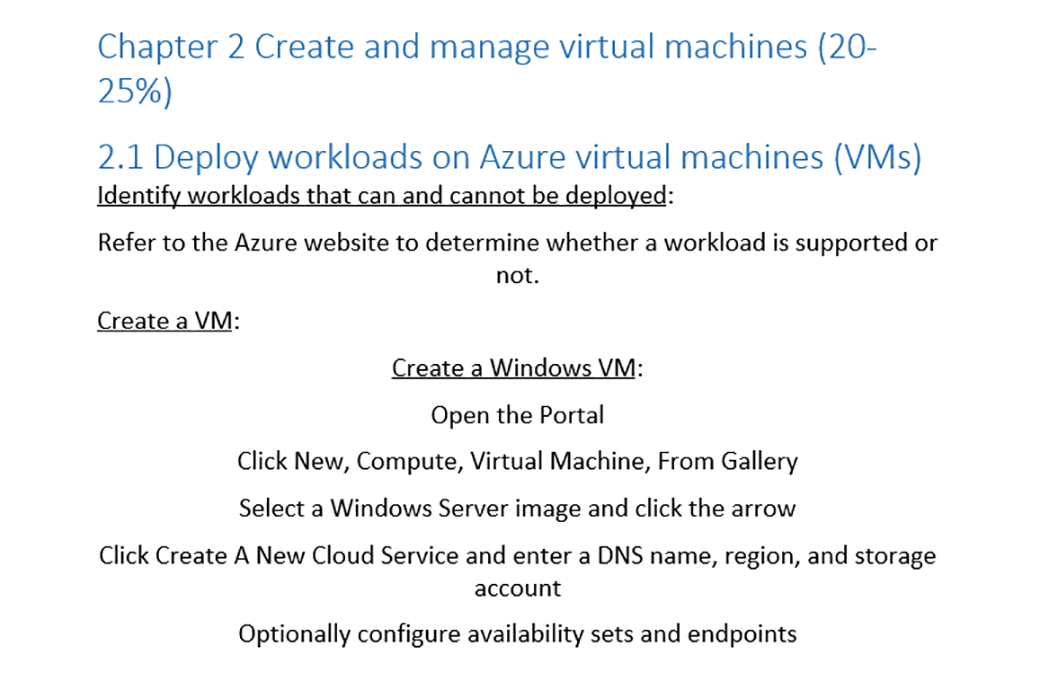 Chapter 2 Create and manage virtual machines (20-
25%)
2.1 Deploy workloads on Azure virtual machines (VMs)
Identify workloads that can and cannot be deployed:
Refer to the Azure website to determine whether a workload is supported or
not.
Create a VM:
Create a Windows VM:
Open the Portal
Click New, Compute, Virtual Machine, From Gallery
Select a Windows Server image and click the arrow
Click Create A New Cloud Service and enter a DNS name, region, and storage
account
Optionally configure availability sets and endpoints